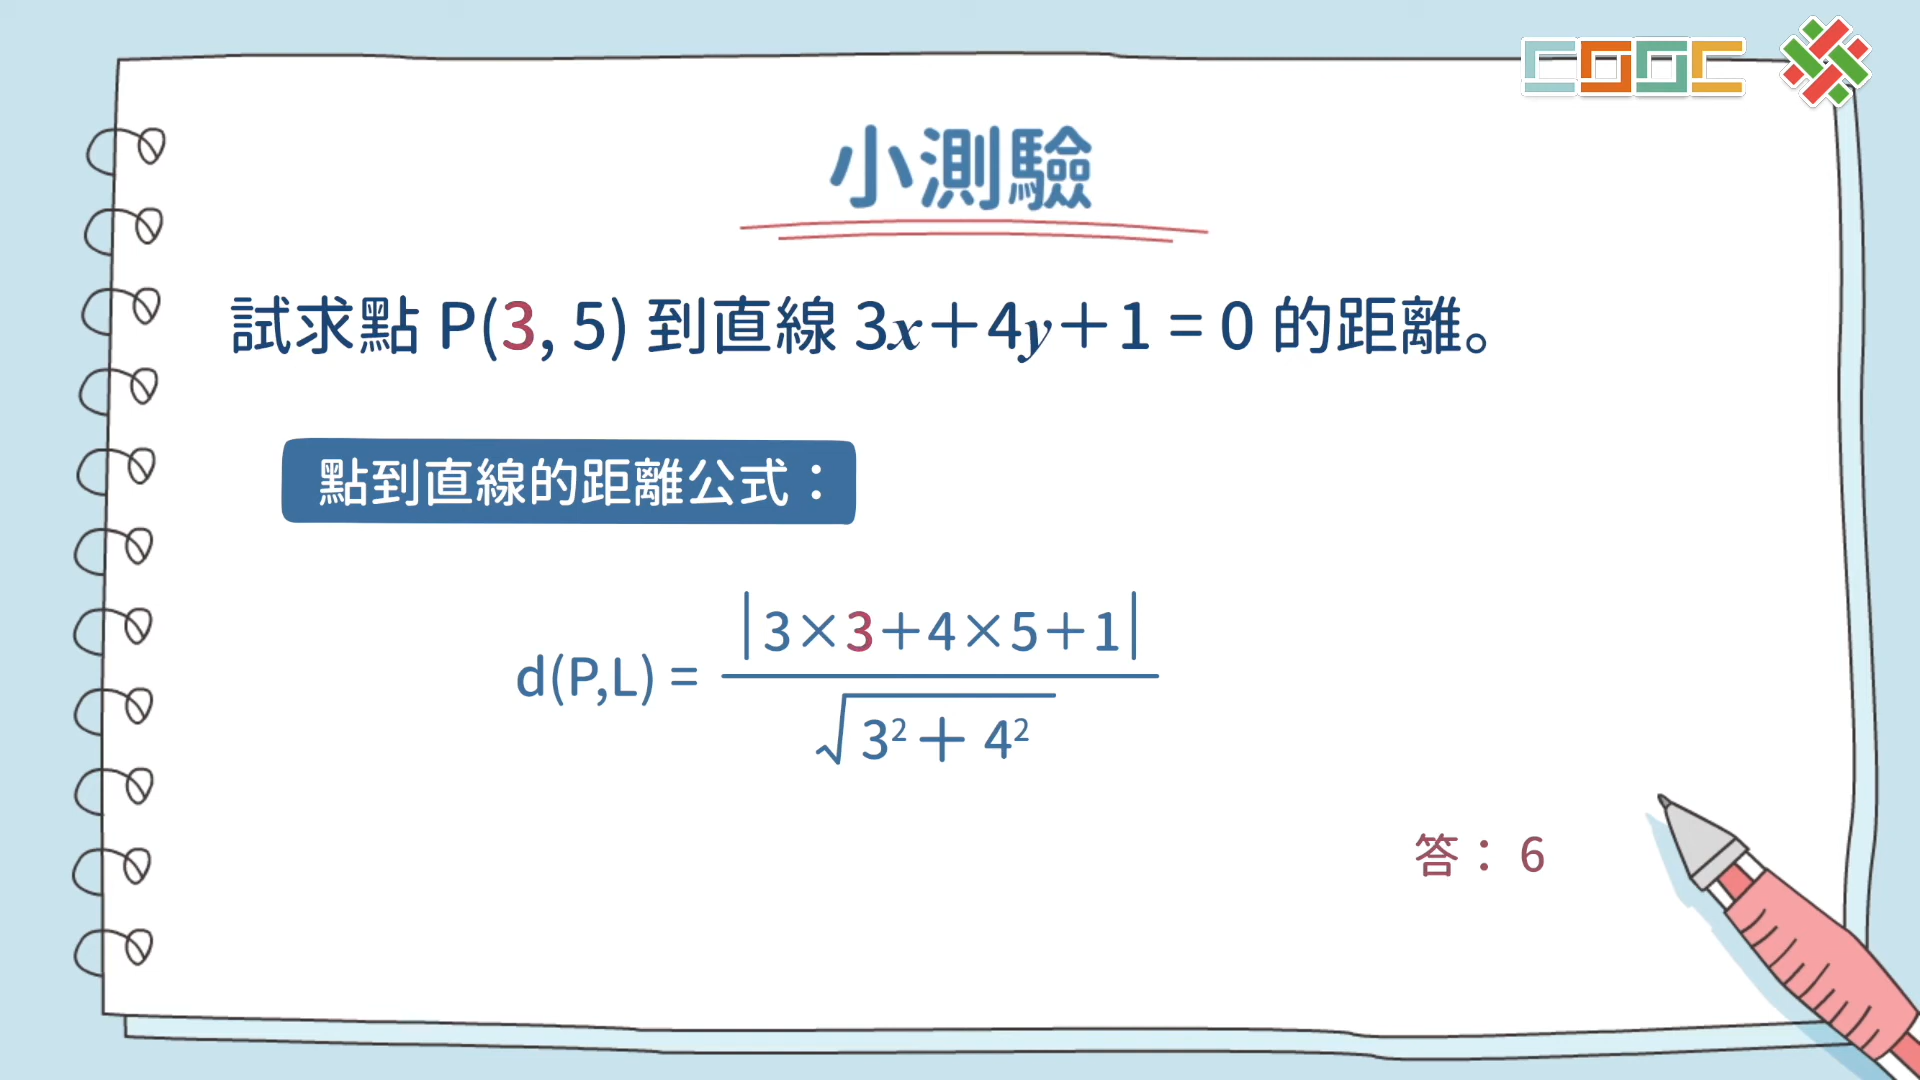 小測驗
試求點 P(3, 5) 到直線 3x＋4y＋1 = 0 的距離。
點到直線的距離公式：
d(P,L) = |3×3＋4×5＋1| / √(3²＋4²)
答：6